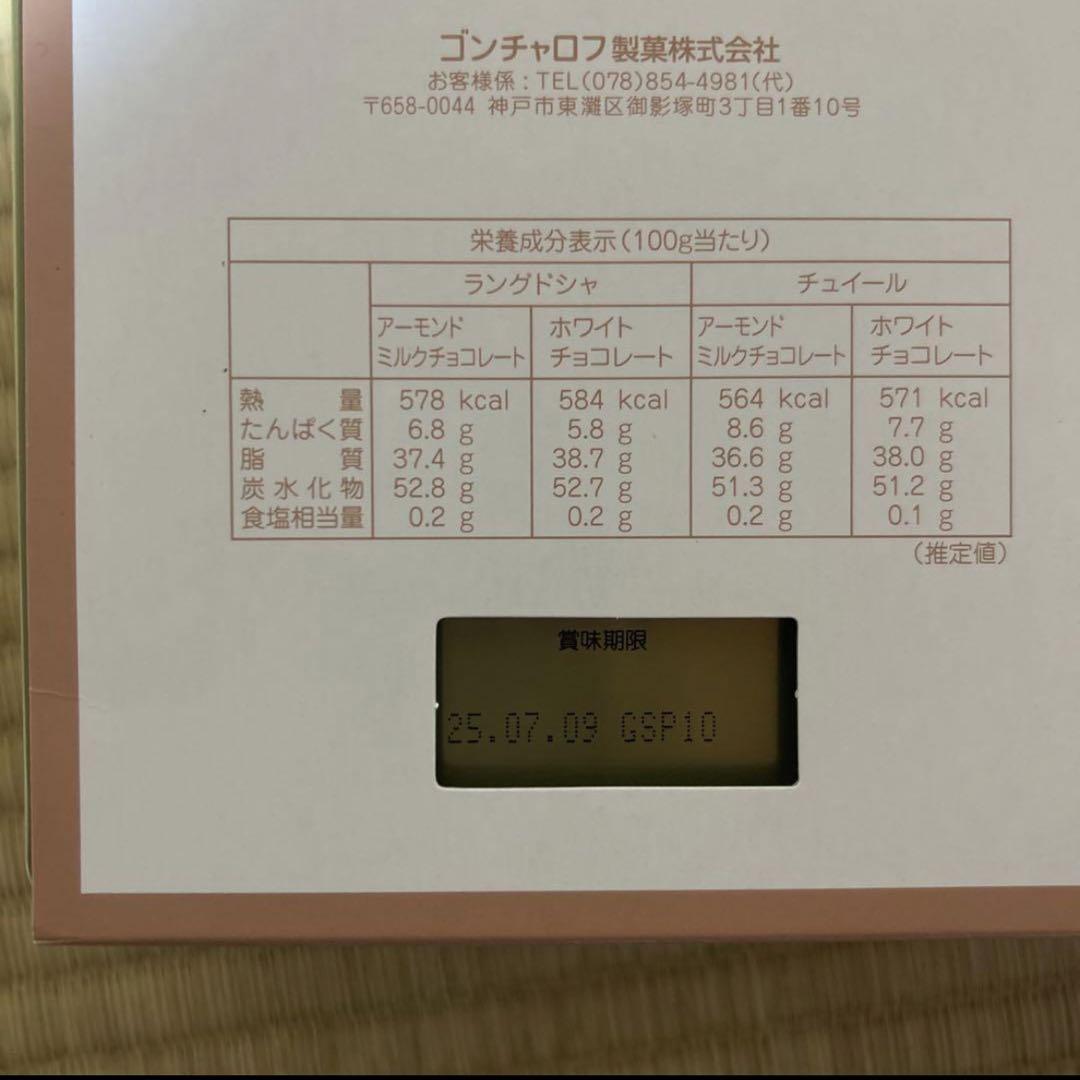 ゴンチャロフ製菓株式会社
お客様係：TEL(078)854-4981(代)
〒658-0044 神戸市東灘区御影塚町3丁目1番10号
栄養成分表示(100g当たり)
ラングドシャ チュイール
アーモンド ホワイト アーモンド ホワイト
ミルクチョコレート チョコレート ミルクチョコレート チョコレート
熱量 578 kcal 584 kcal 564 kcal 571 kcal
たんぱく質 6.8 g 5.8 g 8.6 g 7.7 g
脂質 37.4 g 38.7 g 36.6 g 38.0 g
炭水化物 52.8 g 52.7 g 51.3 g 51.2 g
食塩相当量 0.2 g 0.2 g 0.2 g 0.1 g
(推定値)
賞味期限
25.07.09 GSP10